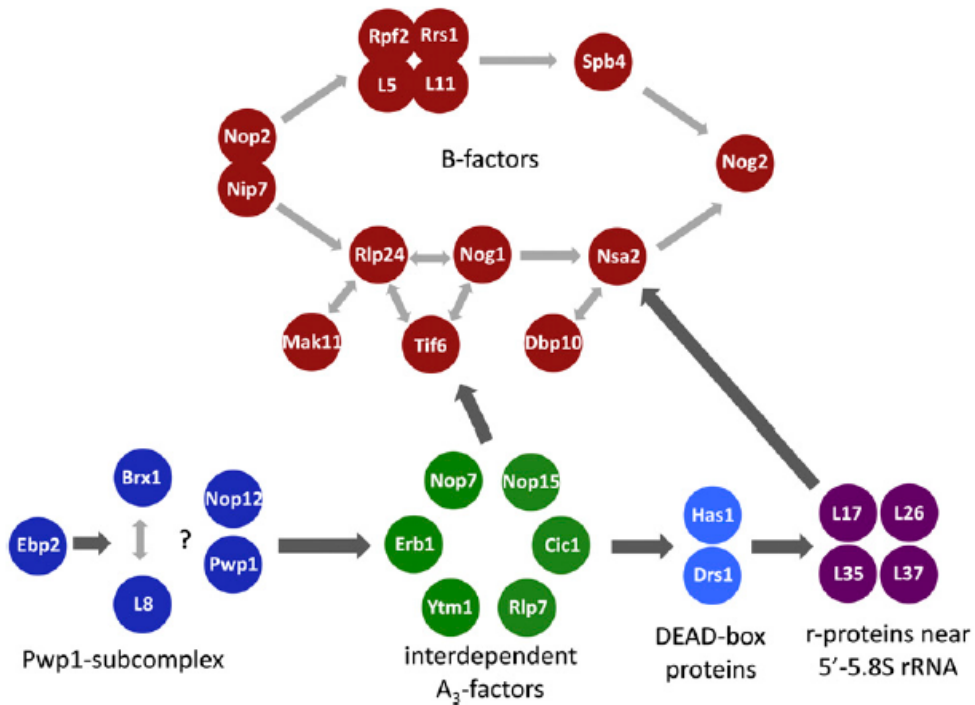 Rpf2 Rrs1
L5 L11
Spb4
Nop2
Nip7
B-factors
Nog2
Rlp24
Nog1
Nsa2
Mak11
Tif6
Dbp10
Brx1
Nop12
Ebp2
?
Pwp1
L8
Pwp1-subcomplex
Nop7
Nop15
Erb1
Cic1
Ytm1
Rlp7
interdependent
A₃-factors
Has1
Drs1
DEAD-box
proteins
L17 L26
L35 L37
r-proteins near
5′-5.8S rRNA